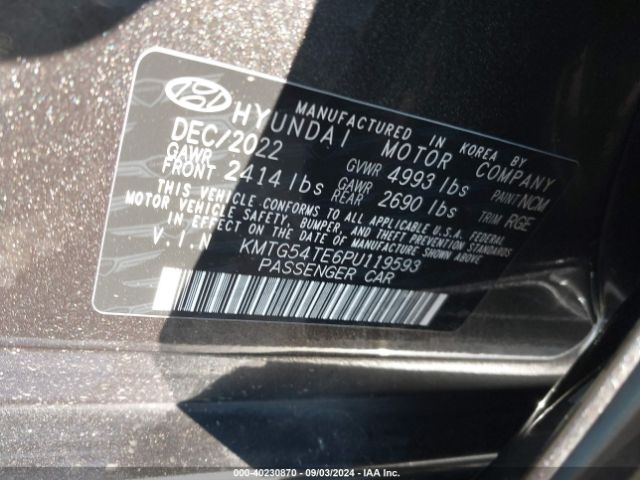 MANUFACTURED IN KOREA BY
HYUNDAI MOTOR COMPANY
DEC/2022 GVWR 4993 lbs PAINT NCM
GAWR FRONT 2414 lbs GAWR REAR 2690 lbs TRIM RGE
THIS VEHICLE CONFORMS TO ALL APPLICABLE U.S.A. FEDERAL
MOTOR VEHICLE SAFETY, BUMPER, AND THEFT PREVENTION STANDARDS
IN EFFECT ON THE DATE OF MANUFACTURE SHOWN ABOVE.
V.I.N KMTG54TE6PU119593
PASSENGER CAR
000-40230870 - 09/03/2024 - IAA Inc.